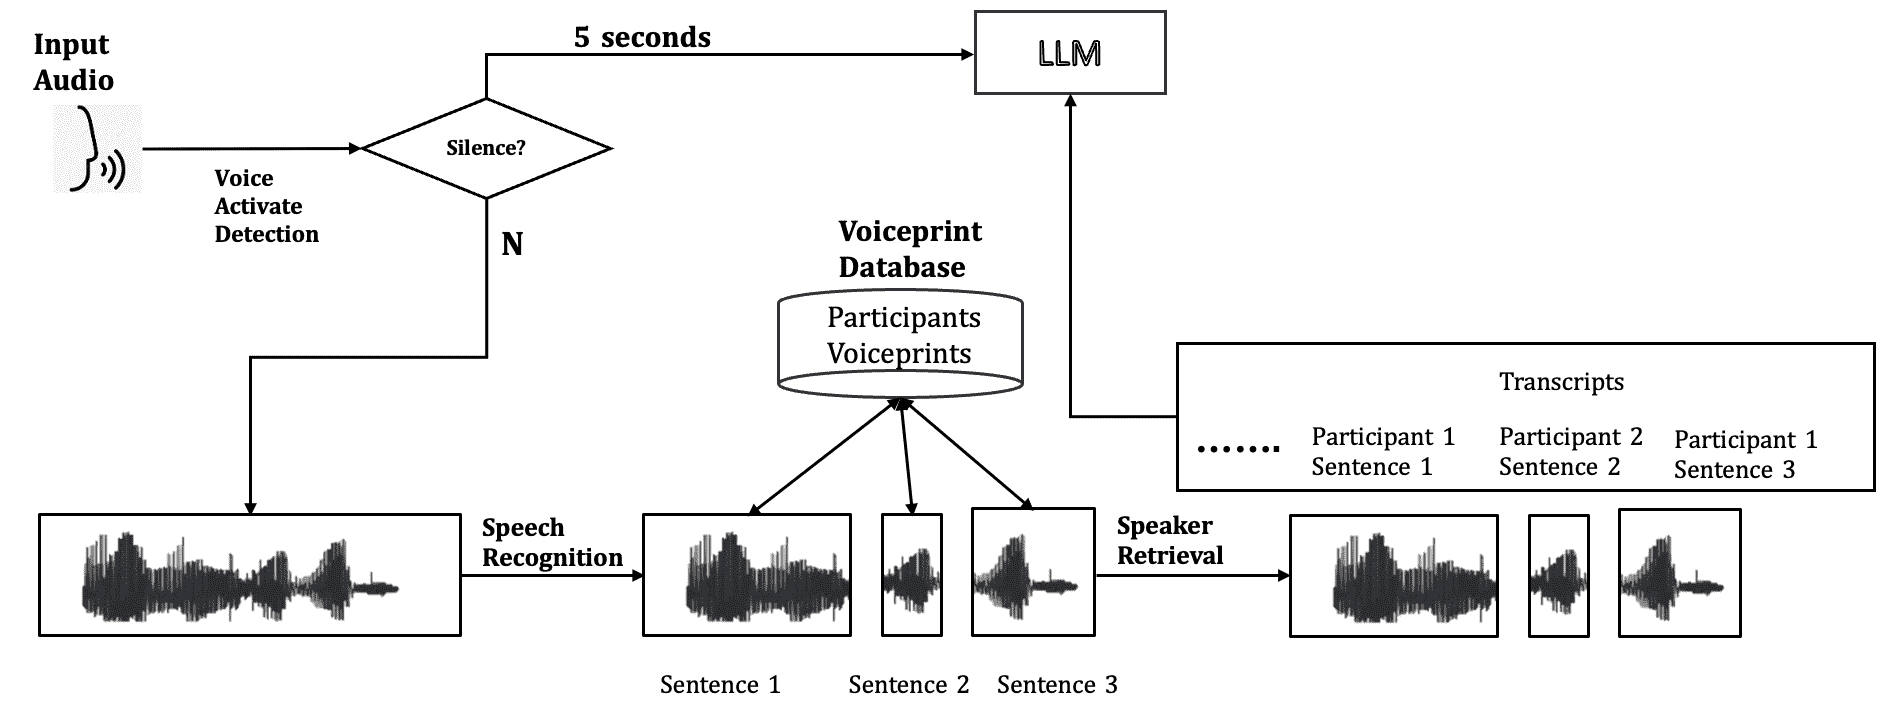 Input
Audio
5 seconds
LLM
Silence?
Voice
Activate
Detection
N
Voiceprint
Database
Participants
Voiceprints
Transcripts
.......
Participant 1
Sentence 1
Participant 2
Sentence 2
Participant 1
Sentence 3
Speech
Recognition
Speaker
Retrieval
Sentence 1
Sentence 2
Sentence 3